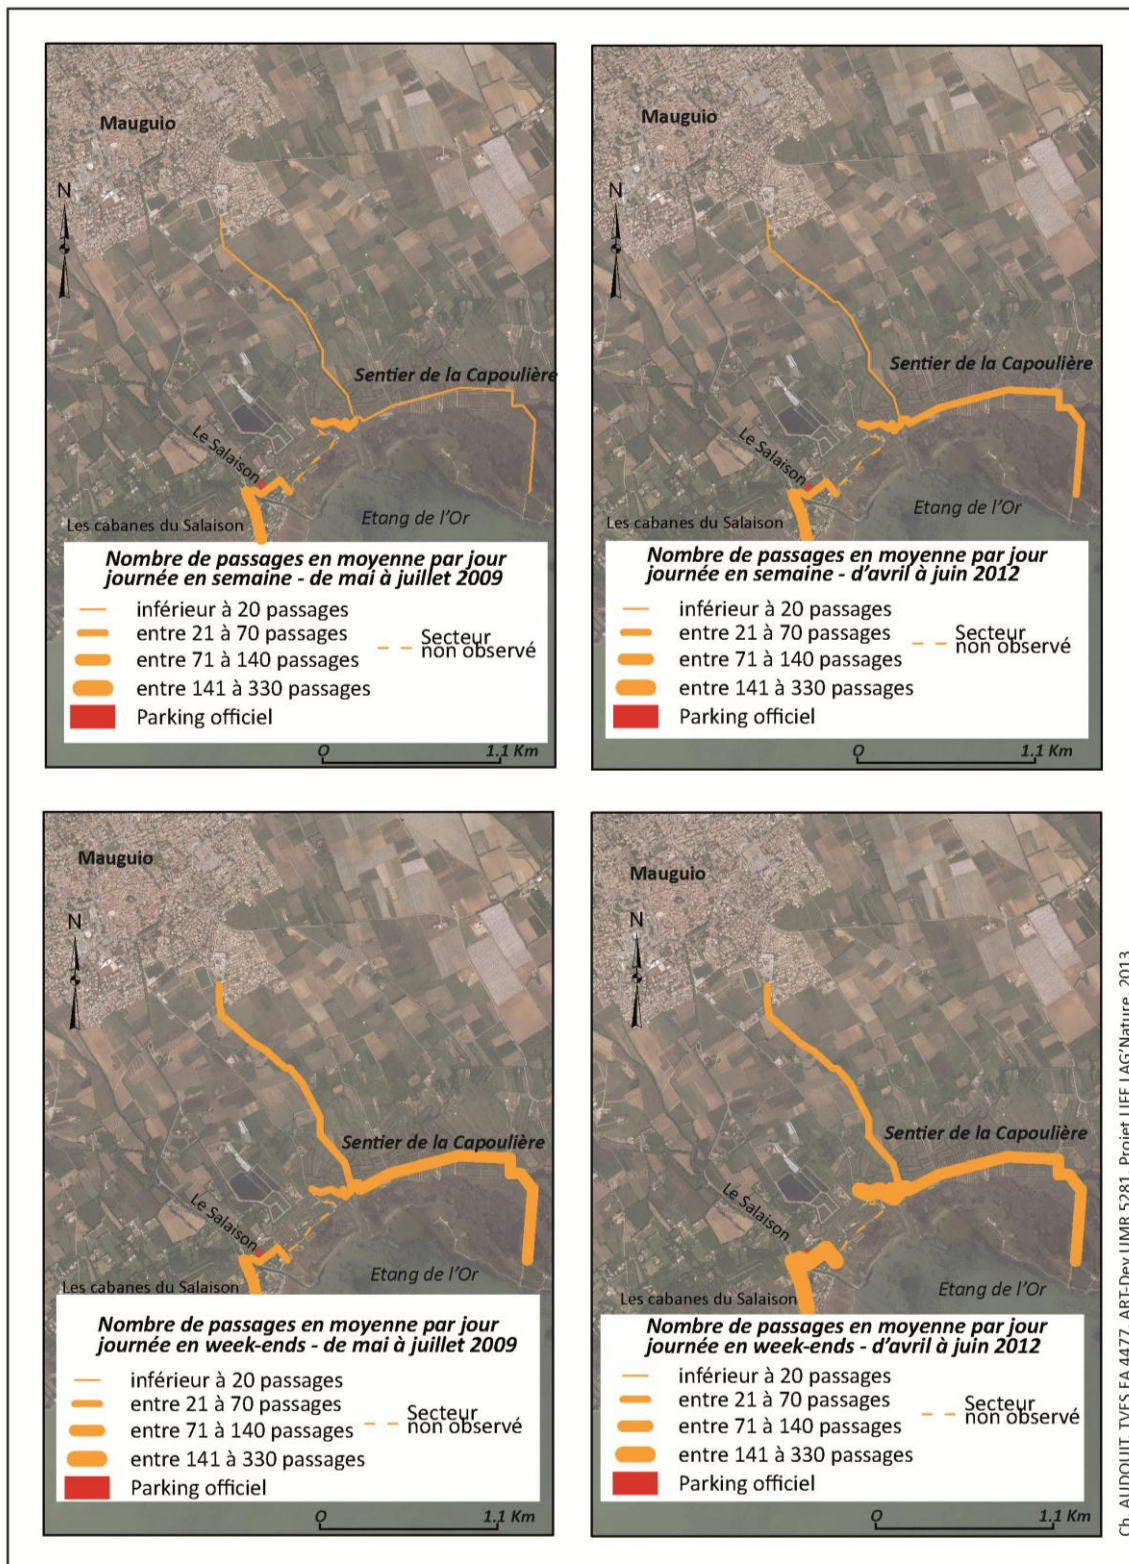 Mauguio
N
Sentier de la Capoulière
Le Salaison
Etang de l'Or
Les cabanes du Salaison
Nombre de passages en moyenne par jour
journée en semaine - de mai à juillet 2009
inférieur à 20 passages
entre 21 à 70 passages
entre 71 à 140 passages
entre 141 à 330 passages
Parking officiel
Secteur
non observé
0 1.1 Km
Mauguio
N
Sentier de la Capoulière
Le Salaison
Etang de l'Or
Les cabanes du Salaison
Nombre de passages en moyenne par jour
journée en semaine - d'avril à juin 2012
inférieur à 20 passages
entre 21 à 70 passages
entre 71 à 140 passages
entre 141 à 330 passages
Parking officiel
Secteur
non observé
0 1.1 Km
Mauguio
N
Sentier de la Capoulière
Le Salaison
Etang de l'Or
Les cabanes du Salaison
Nombre de passages en moyenne par jour
journée en week-ends - de mai à juillet 2009
inférieur à 20 passages
entre 21 à 70 passages
entre 71 à 140 passages
entre 141 à 330 passages
Parking officiel
Secteur
non observé
0 1.1 Km
Mauguio
N
Sentier de la Capoulière
Le Salaison
Etang de l'Or
Les cabanes du Salaison
Nombre de passages en moyenne par jour
journée en week-ends - d'avril à juin 2012
inférieur à 20 passages
entre 21 à 70 passages
entre 71 à 140 passages
entre 141 à 330 passages
Parking officiel
Secteur
non observé
0 1.1 Km
Ch. AUDOUIT, TVES EA 4477, ART-Dev UMR 5281, Projet LIFE LAG'Nature, 2013